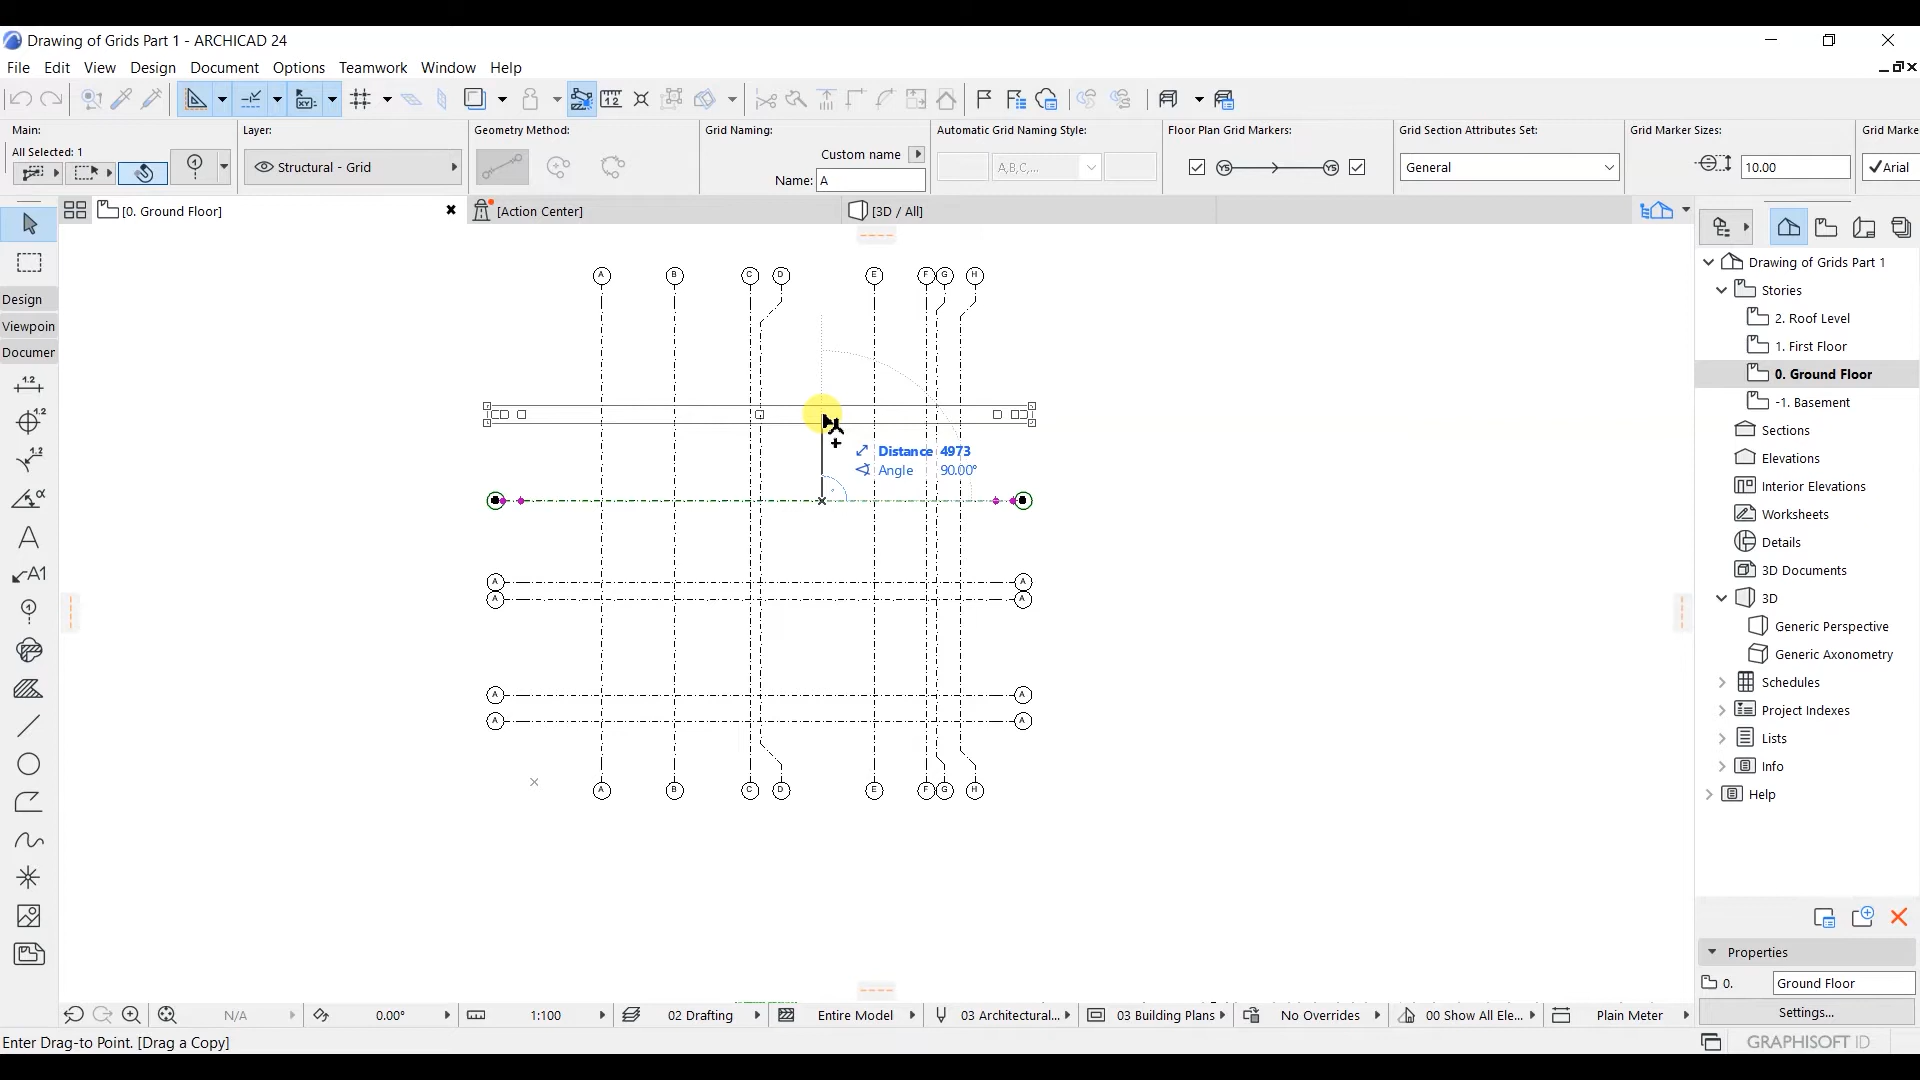 Drawing of Grids Part 1 - ARCHICAD 24
File Edit View Design Document Options Teamwork Window Help
Main:
All Selected: 1
Layer:
Structural - Grid
Geometry Method:
Grid Naming:
Custom name
Name: A
Automatic Grid Naming Style:
A,B,C,...
Floor Plan Grid Markers:
Grid Section Attributes Set:
General
Grid Marker Sizes:
10.00
Grid Marke
Arial
[0. Ground Floor]
[Action Center]
[3D / All]
Design
Viewpoin
Documer
A B C D E F G H
Distance 4973
Angle 90.00°
A A
A A
A A
A A
A B C D E F G H
Drawing of Grids Part 1
Stories
2. Roof Level
1. First Floor
0. Ground Floor
-1. Basement
Sections
Elevations
Interior Elevations
Worksheets
Details
3D Documents
3D
Generic Perspective
Generic Axonometry
Schedules
Project Indexes
Lists
Info
Help
Properties
0. Ground Floor
Settings...
N/A
0.00°
1:100
02 Drafting
Entire Model
03 Architectural...
03 Building Plans
No Overrides
00 Show All Ele...
Plain Meter
Enter Drag-to Point. [Drag a Copy]
GRAPHISOFT ID